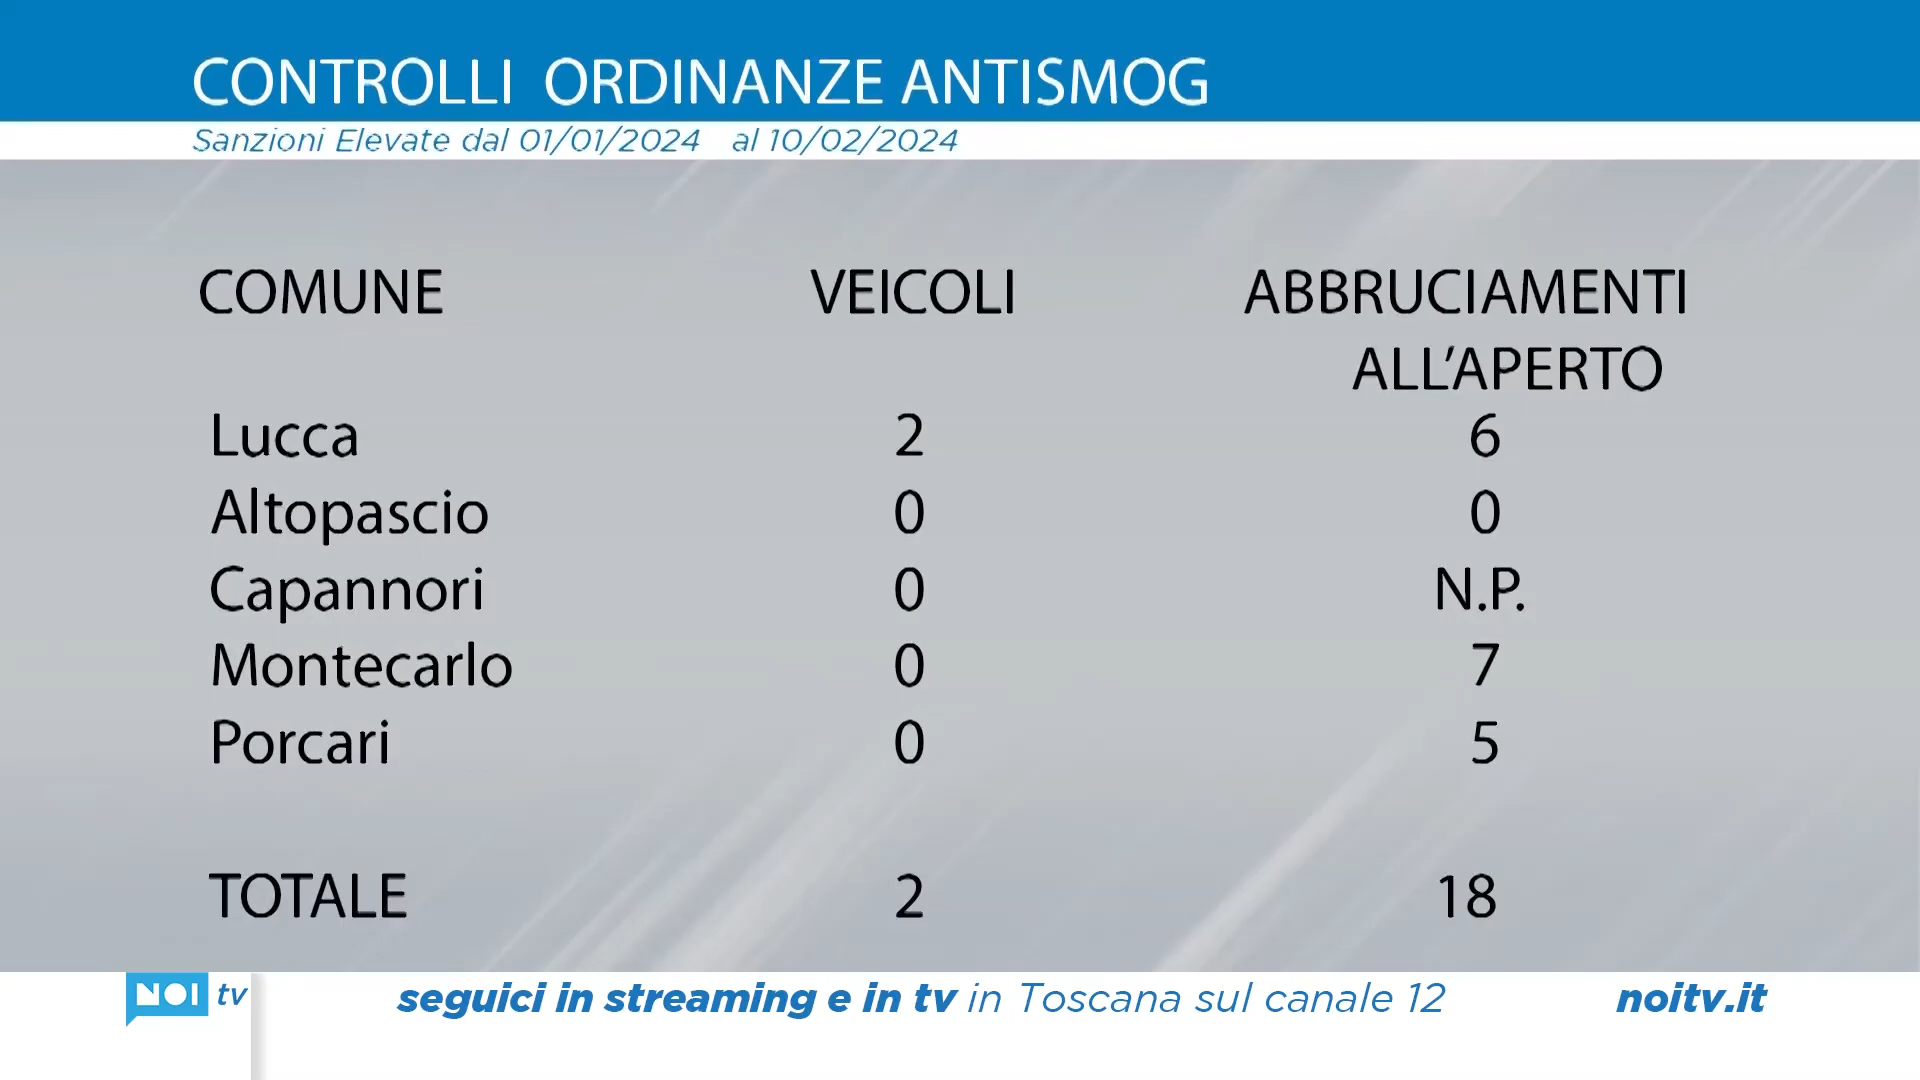 CONTROLLI ORDINANZE ANTISMOG
Sanzioni Elevate dal 01/01/2024 al 10/02/2024
COMUNE VEICOLI ABBRUCIAMENTI
ALL'APERTO
Lucca 2 6
Altopascio 0 0
Capannori 0 N.P.
Montecarlo 0 7
Porcari 0 5
TOTALE 2 18
NOI tv seguici in streaming e in tv in Toscana sul canale 12 noitv.it